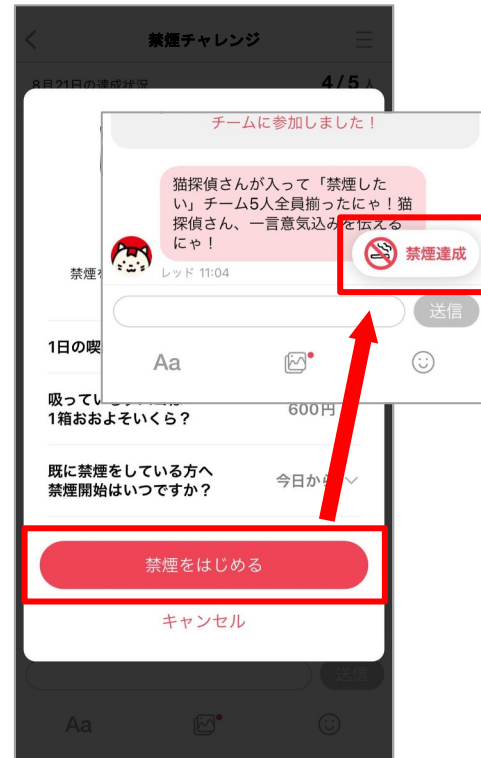 禁煙チャレンジ
8月21日の達成状況
4/5人
チームに参加しました！
猫探偵さんが入って「禁煙した
い」チーム5人全員揃ったにゃ！猫
探偵さん、一言意気込みを伝える
にゃ！
レッド 11:04
禁煙達成
送信
Aa
禁煙
1日の喫
吸って
1箱おおよそいくら？
600円
既に禁煙をしている方へ
禁煙開始はいつですか？
今日から
禁煙をはじめる
キャンセル
送信
Aa